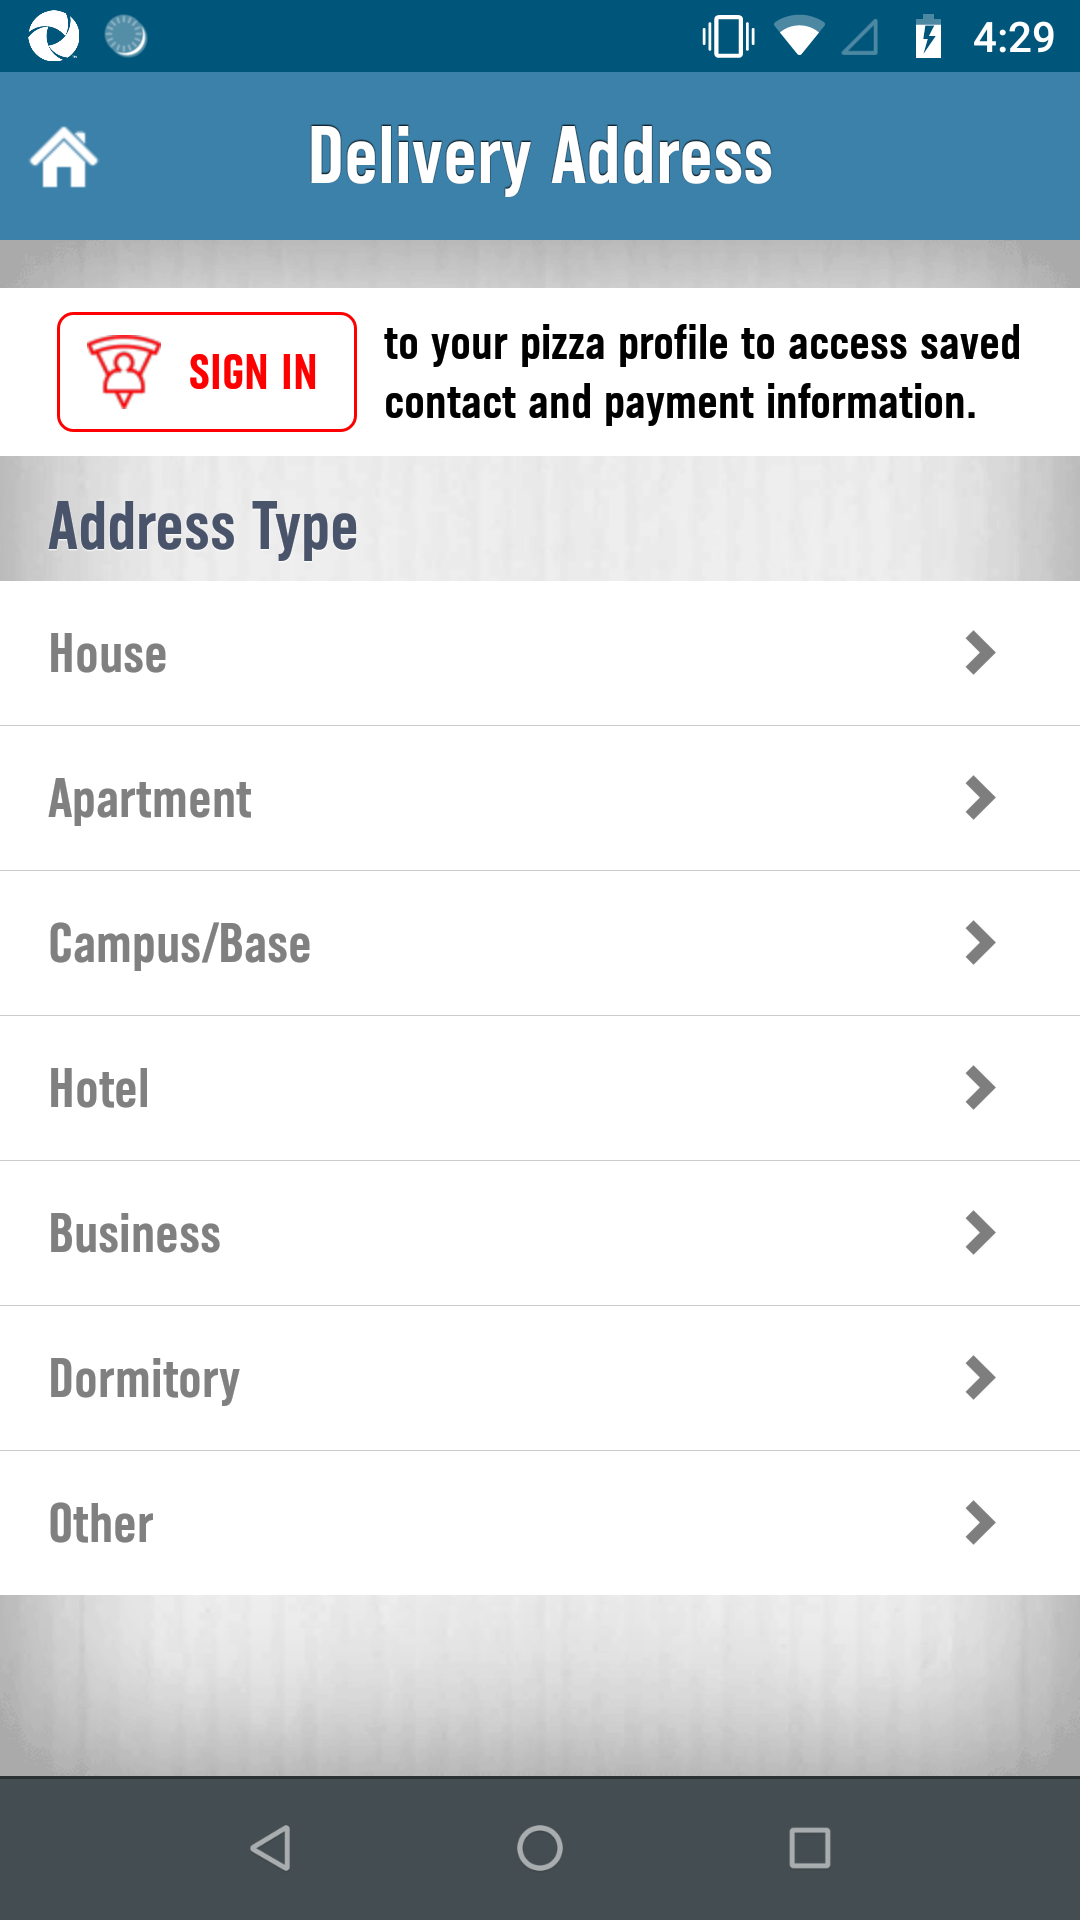 4:29
Delivery Address
SIGN IN
to your pizza profile to access saved
contact and payment information.
Address Type
House
Apartment
Campus/Base
Hotel
Business
Dormitory
Other